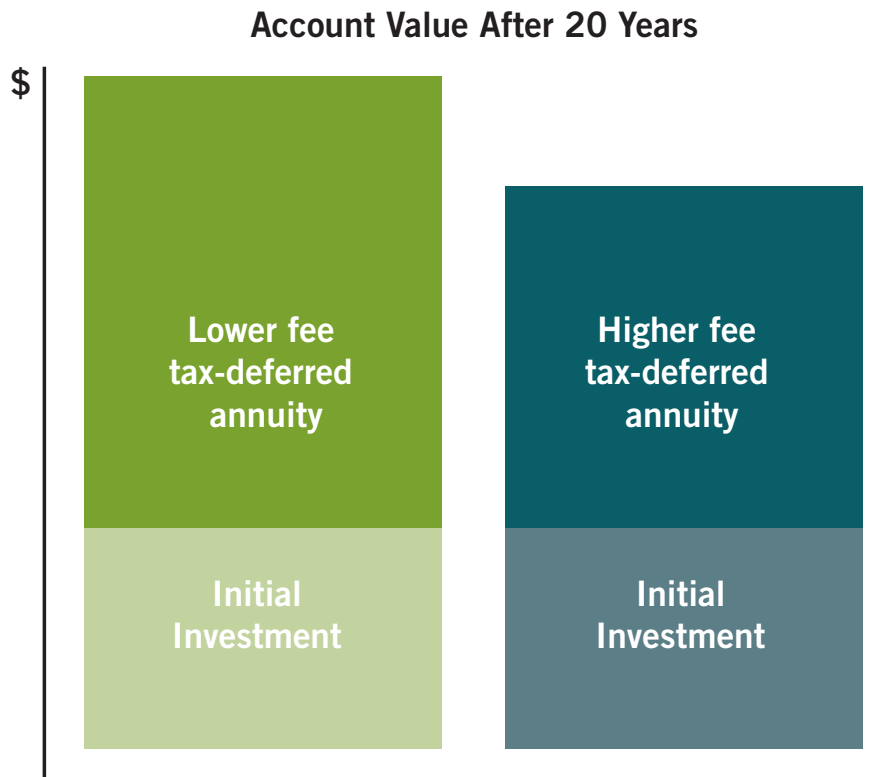 Account Value After 20 Years
$
Lower fee
tax-deferred
annuity
Higher fee
tax-deferred
annuity
Initial
Investment
Initial
Investment